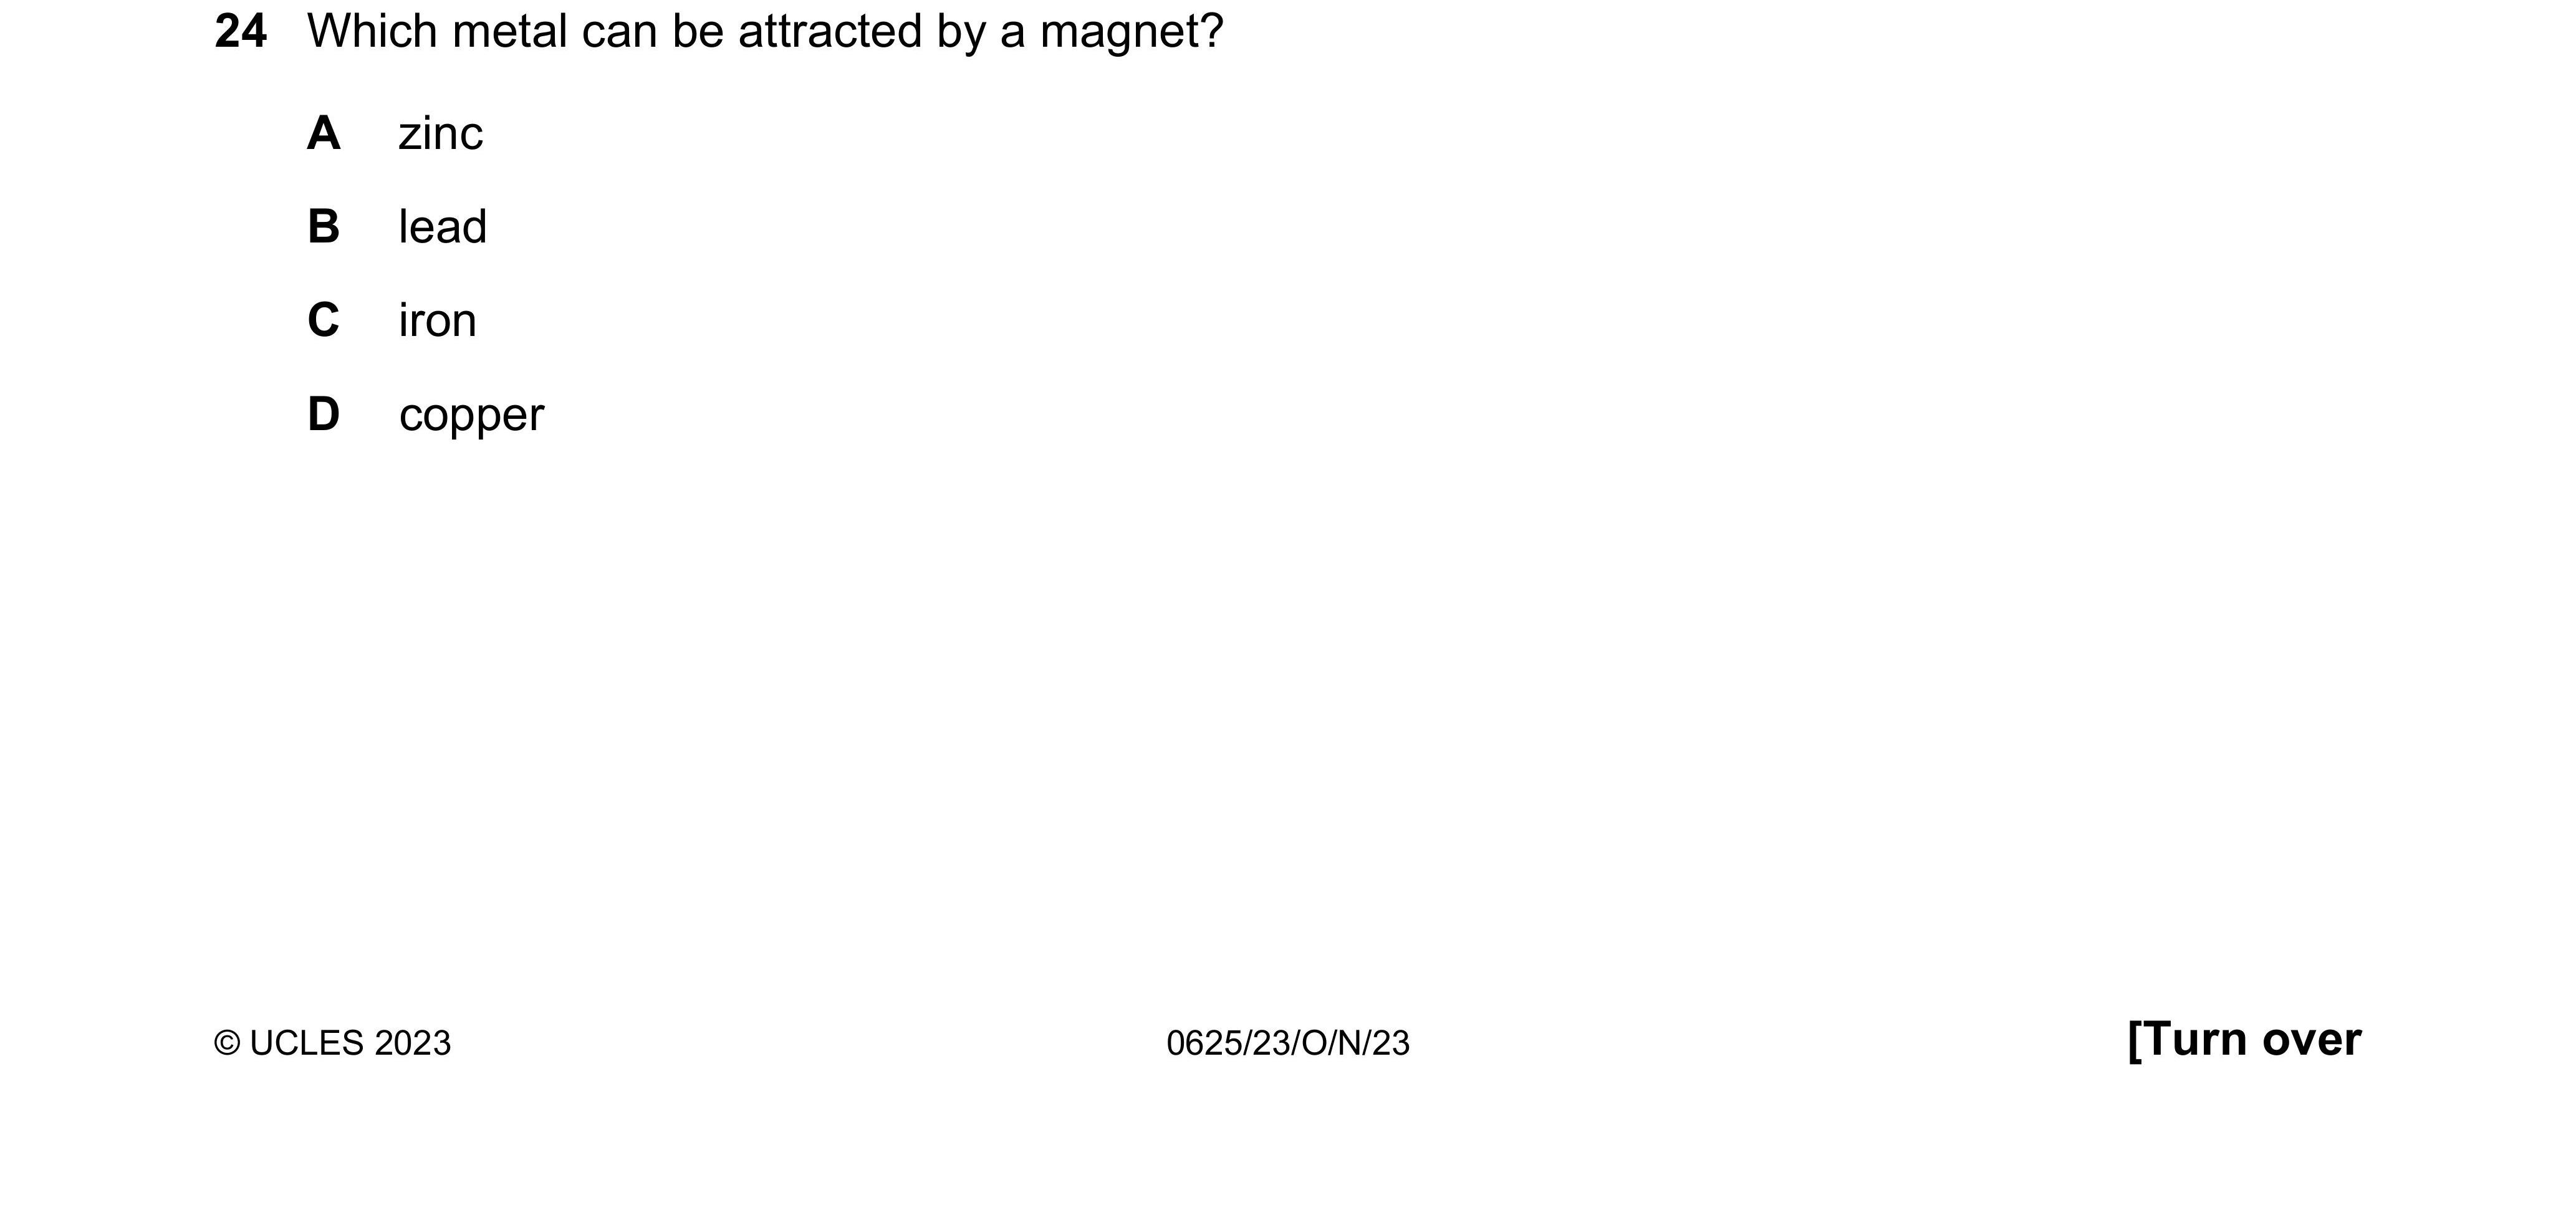 24 Which metal can be attracted by a magnet?
A zinc
B lead
C iron
D copper
© UCLES 2023 0625/23/O/N/23 [Turn over